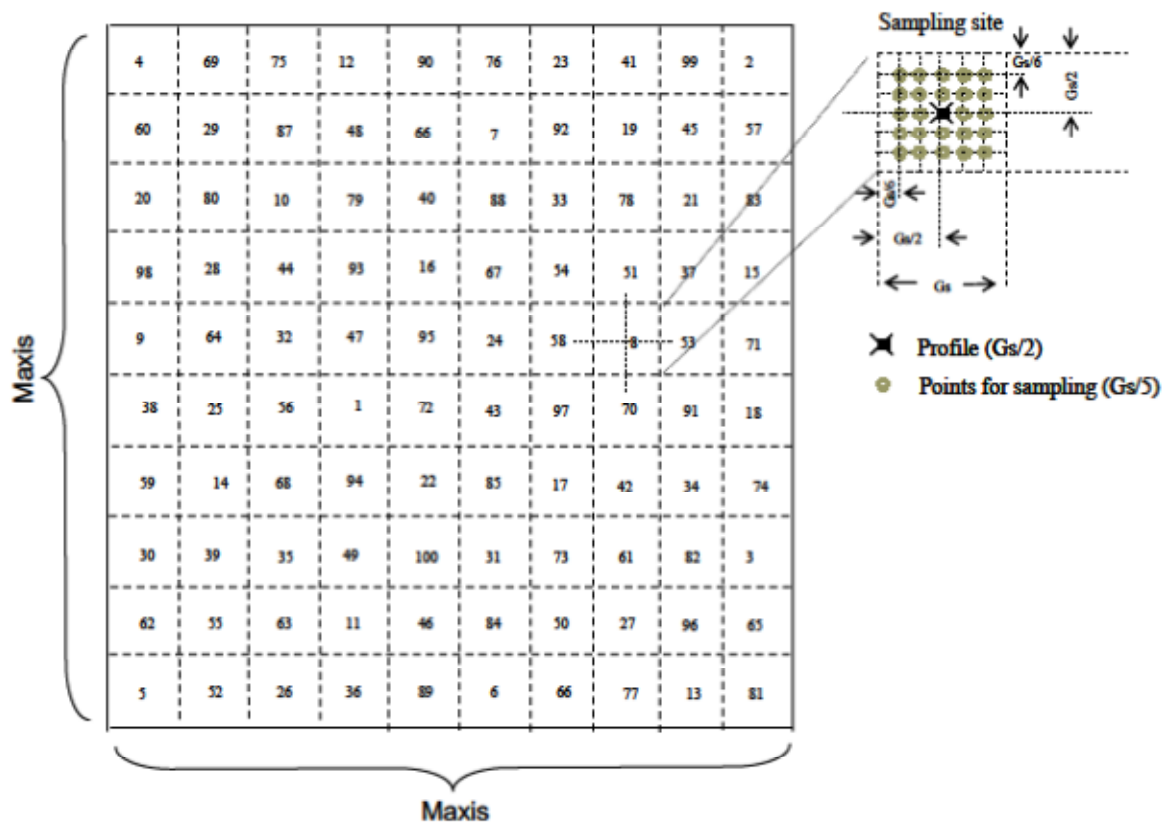 Sampling site
4 69 75 12 90 76 23 41 99 2
60 29 87 48 66 7 92 19 45 57
20 80 10 79 40 88 33 78 21 83
98 28 44 93 16 67 54 51 37 15
9 64 32 47 95 24 58 8 53 71
38 25 56 1 72 43 97 70 91 18
59 14 68 94 22 85 17 42 34 74
30 39 35 49 100 31 73 61 82 3
62 55 63 11 46 84 50 27 96 65
5 52 26 36 89 6 66 77 13 81
Maxis
Maxis
Gs/6
Gs/2
Gs/6
Gs/2
Gs
Profile (Gs/2)
Points for sampling (Gs/5)